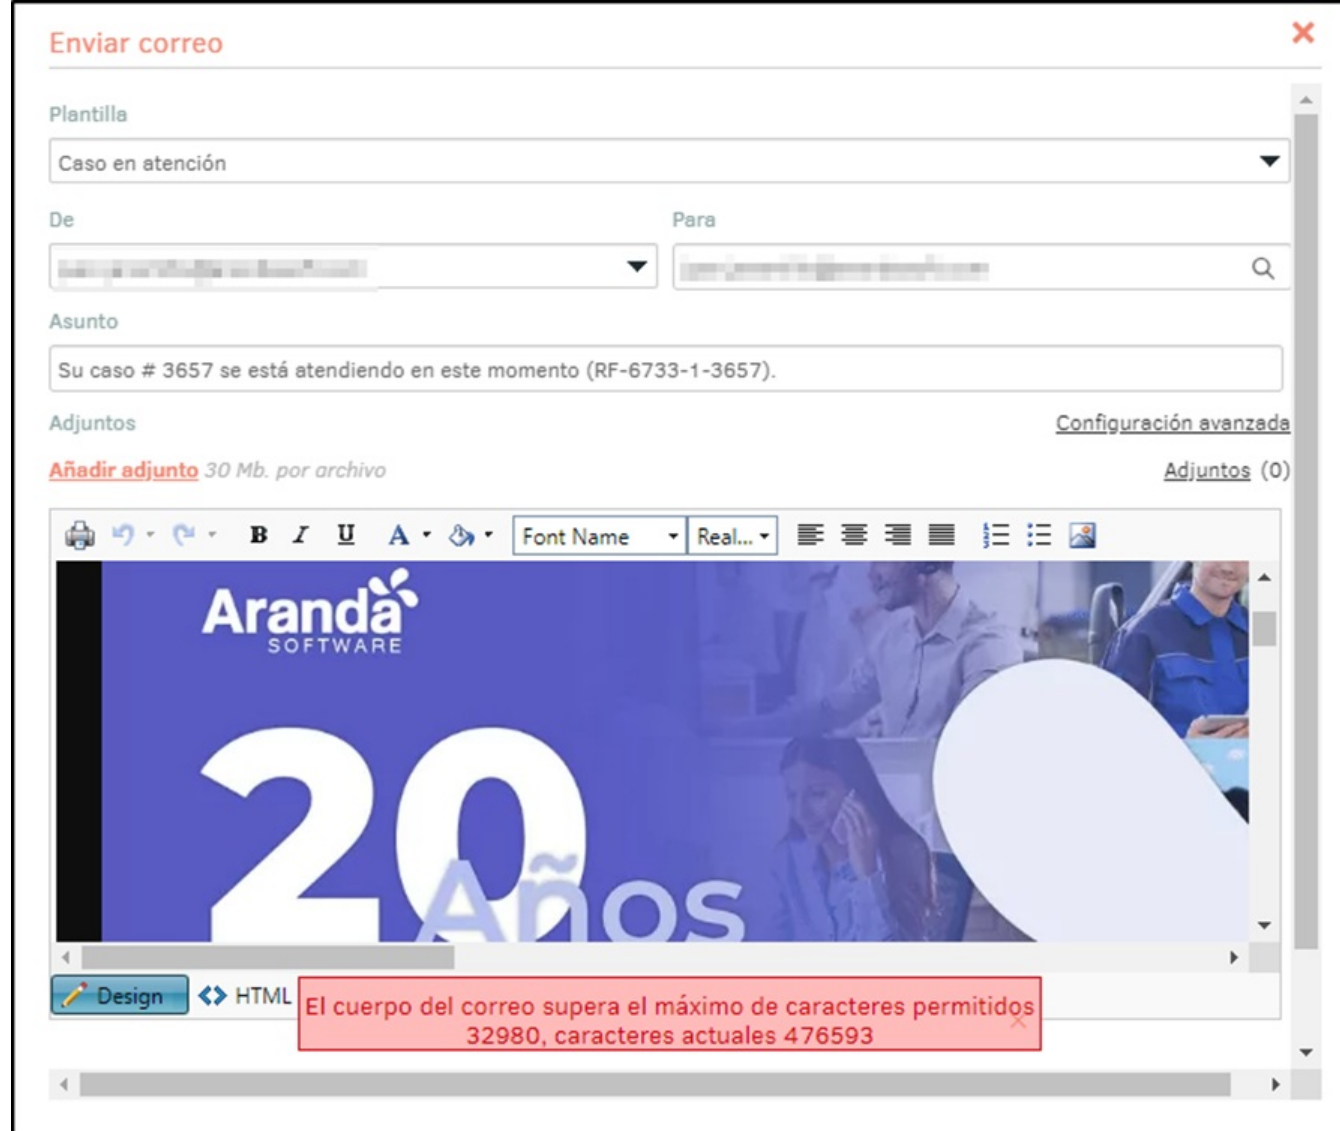 Enviar correo
Plantilla
Caso en atención
De
Para
Asunto
Su caso # 3657 se está atendiendo en este momento (RF-6733-1-3657).
Adjuntos
Configuración avanzada
Añadir adjunto 30 Mb. por archivo
Adjuntos (0)
B I U A Font Name Real...
Aranda
SOFTWARE
20
Años
Design HTML
El cuerpo del correo supera el máximo de caracteres permitidos
32980, caracteres actuales 476593